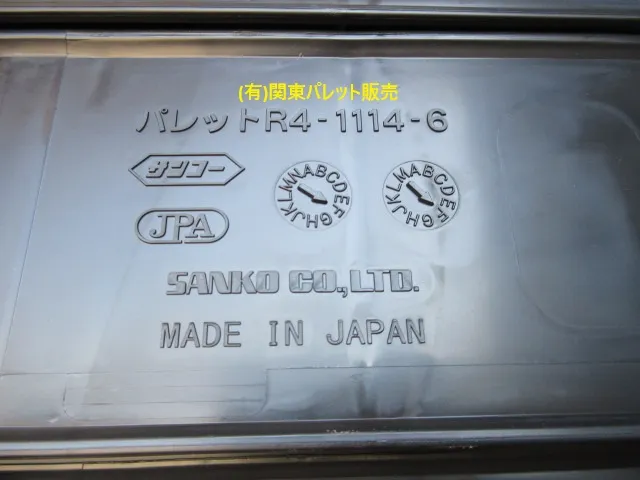 (有)関東パレット販売
パレットR4-1114-6
サンコー
ABCDEFGHJKLMN
ABCDEFGHJKLM
JPA
SANKO CO.,LTD.
MADE IN JAPAN